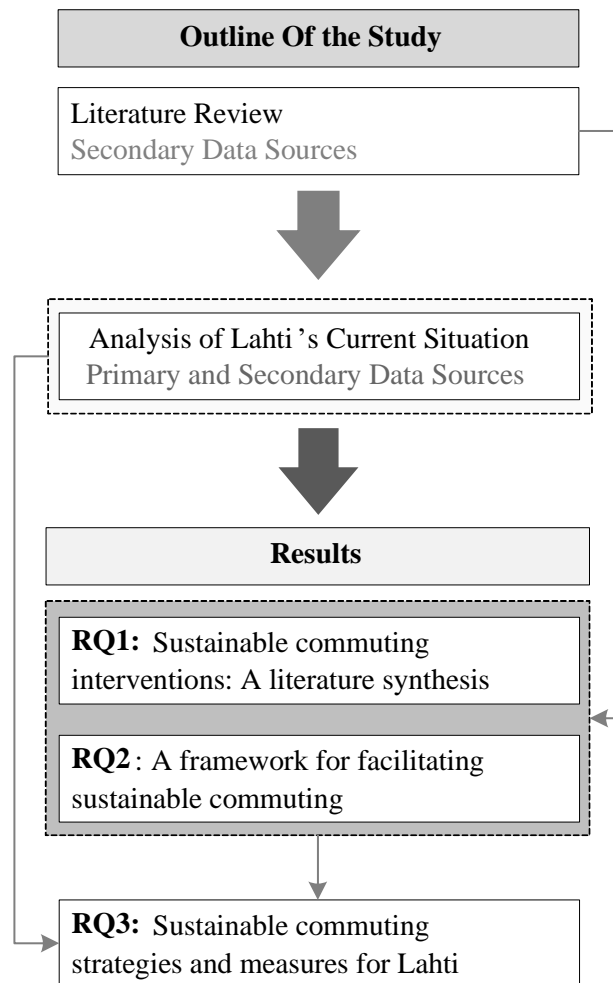 Outline Of the Study
Literature Review
Secondary Data Sources
Analysis of Lahti's Current Situation
Primary and Secondary Data Sources
Results
RQ1: Sustainable commuting
interventions: A literature synthesis
RQ2: A framework for facilitating
sustainable commuting
RQ3: Sustainable commuting
strategies and measures for Lahti